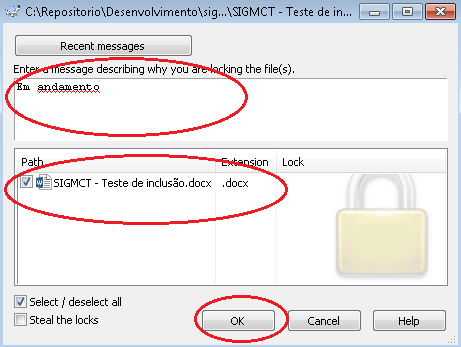 C:\Repositorio\Desenvolvimento\sig...\SIGMCT - Teste de in...
Recent messages
Enter a message describing why you are locking the file(s).
Em andamento
Path Extension Lock
SIGMCT - Teste de inclusão.docx .docx
Select / deselect all
Steal the locks
OK Cancel Help